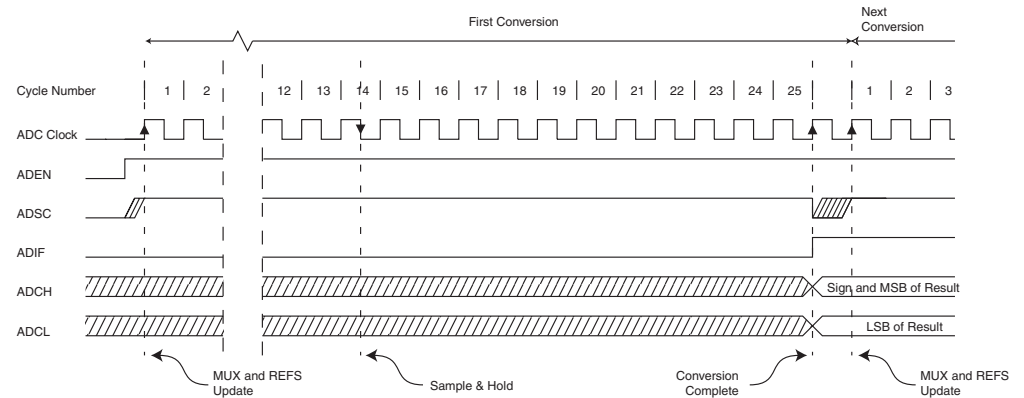 First Conversion
Next
Conversion
Cycle Number 1 2 12 13 14 15 16 17 18 19 20 21 22 23 24 25 1 2 3
ADC Clock
ADEN
ADSC
ADIF
ADCH Sign and MSB of Result
ADCL LSB of Result
MUX and REFS
Update
Sample & Hold
Conversion
Complete
MUX and REFS
Update